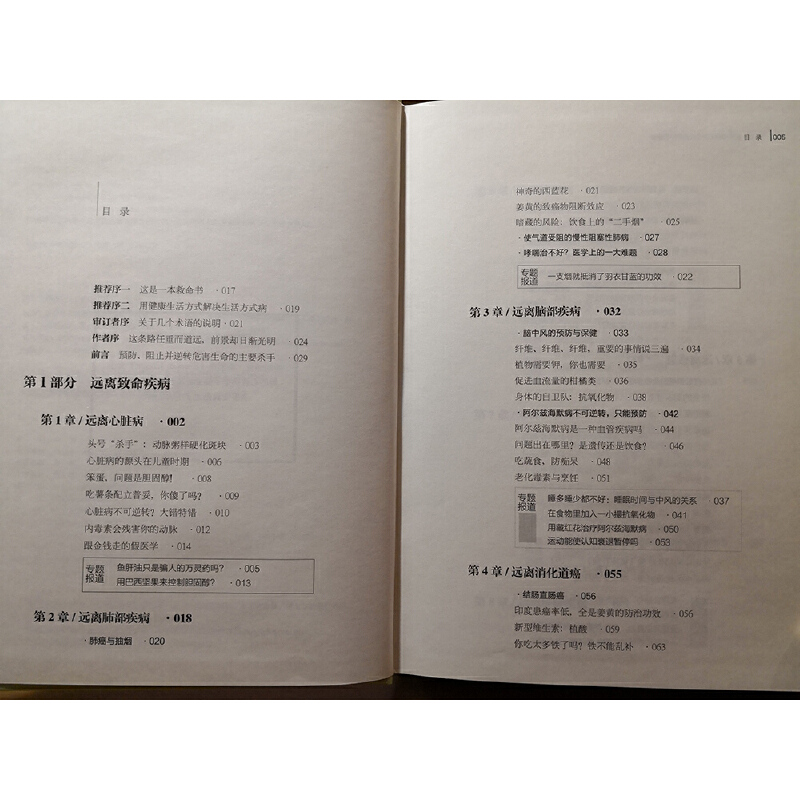 目 录
推荐序一 这是一本救命书 ·017
推荐序二 用健康生活方式解决生活方式病 ·019
审订者序 关于几个术语的说明 ·021
作者序 这条路任重而道远，前景却日渐光明 ·024
前言 预防、阻止并逆转危害生命的主要杀手 ·029
第1部分 远离致命疾病
第1章/远离心脏病 ·002
头号“杀手”：动脉粥样硬化斑块 ·003
心脏病的源头在儿童时期 ·006
笨蛋，问题是胆固醇！ ·008
吃薯条配立普妥，你傻了吗？ ·009
心脏病不可逆转？大错特错 ·010
内毒素会残害你的动脉 ·012
跟金钱走的假医学 ·014
专题报道
鱼肝油只是骗人的万灵药吗？ ·005
用巴西坚果来控制胆固醇？ ·013
第2章/远离肺部疾病 ·018
·肺癌与抽烟 ·020
目 录 005
神奇的西蓝花 ·021
姜黄的致癌物阻断效应 ·023
暗藏的风险：饮食上的“二手烟” ·025
·使气道受阻的慢性阻塞性肺病 ·027
·哮喘治不好？医学上的一大难题 ·028
专题报道
一支烟就抵消了羽衣甘蓝的功效 ·022
第3章/远离脑部疾病 ·032
·脑中风的预防与保健 ·033
纤维、纤维、纤维，重要的事情说三遍 ·034
植物需要钾，你也需要 ·035
促进血流量的柑橘类 ·036
身体的自卫队：抗氧化物 ·038
·阿尔兹海默病不可逆转，只能预防 ·042
阿尔兹海默病是一种血管疾病吗 ·044
问题出在哪里？是遗传还是饮食？ ·046
吃蔬食，防痴呆 ·048
老化毒素与烹饪 ·051
专题报道
睡多睡少都不好：睡眠时间与中风的关系 ·037
在食物里加入一小撮抗氧化物 ·041
用藏红花治疗阿尔兹海默病 ·050
运动能使认知衰退暂停吗 ·053
第4章/远离消化道癌 ·055
·结肠直肠癌 ·056
印度患癌率低，全是姜黄的防治功效 ·056
新型维生素：植酸 ·059
你吃太多铁了吗？铁不能乱补 ·063